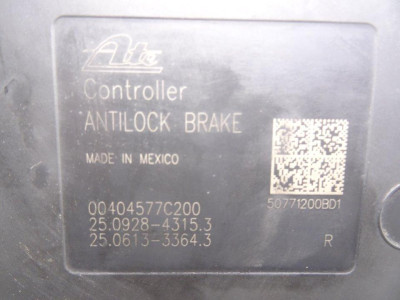 Ate
Controller
ANTILOCK BRAKE
MADE IN MEXICO
00404577C200
25.0928-4315.3
25.0613-3364.3
50771200BD1
R